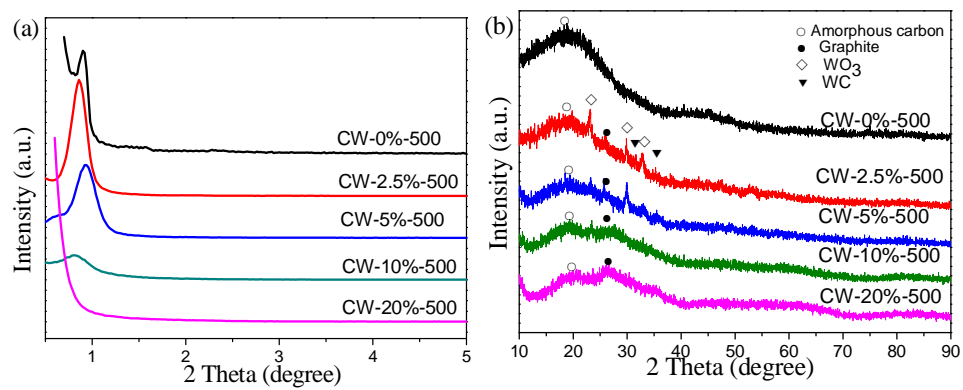 (a)
CW-0%-500
CW-2.5%-500
CW-5%-500
CW-10%-500
CW-20%-500
Intensity (a.u.)
1 2 3 4 5
2 Theta (degree)
(b)
Amorphous carbon
Graphite
WO3
WC
CW-0%-500
CW-2.5%-500
CW-5%-500
CW-10%-500
CW-20%-500
Intensity (a.u.)
10 20 30 40 50 60 70 80 90
2 Theta (degree)